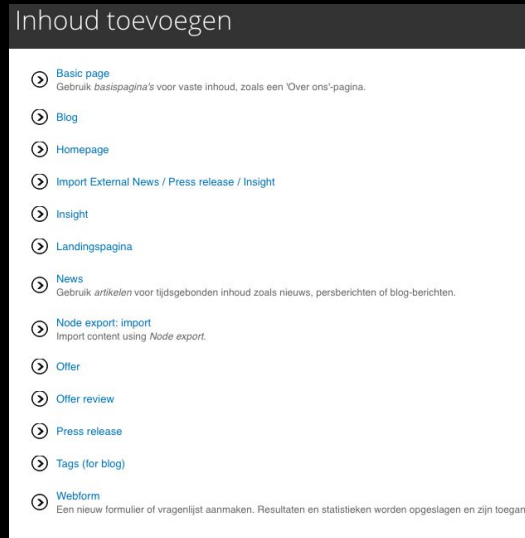 Inhoud toevoegen
Basic page
Gebruik basispagina's voor vaste inhoud, zoals een 'Over ons'-pagina.
Blog
Homepage
Import External News / Press release / Insight
Insight
Landingspagina
News
Gebruik artikelen voor tijdsgebonden inhoud zoals nieuws, persberichten of blog-berichten.
Node export: import
Import content using Node export.
Offer
Offer review
Press release
Tags (for blog)
Webform
Een nieuw formulier of vragenlijst aanmaken. Resultaten en statistieken worden opgeslagen en zijn toegan